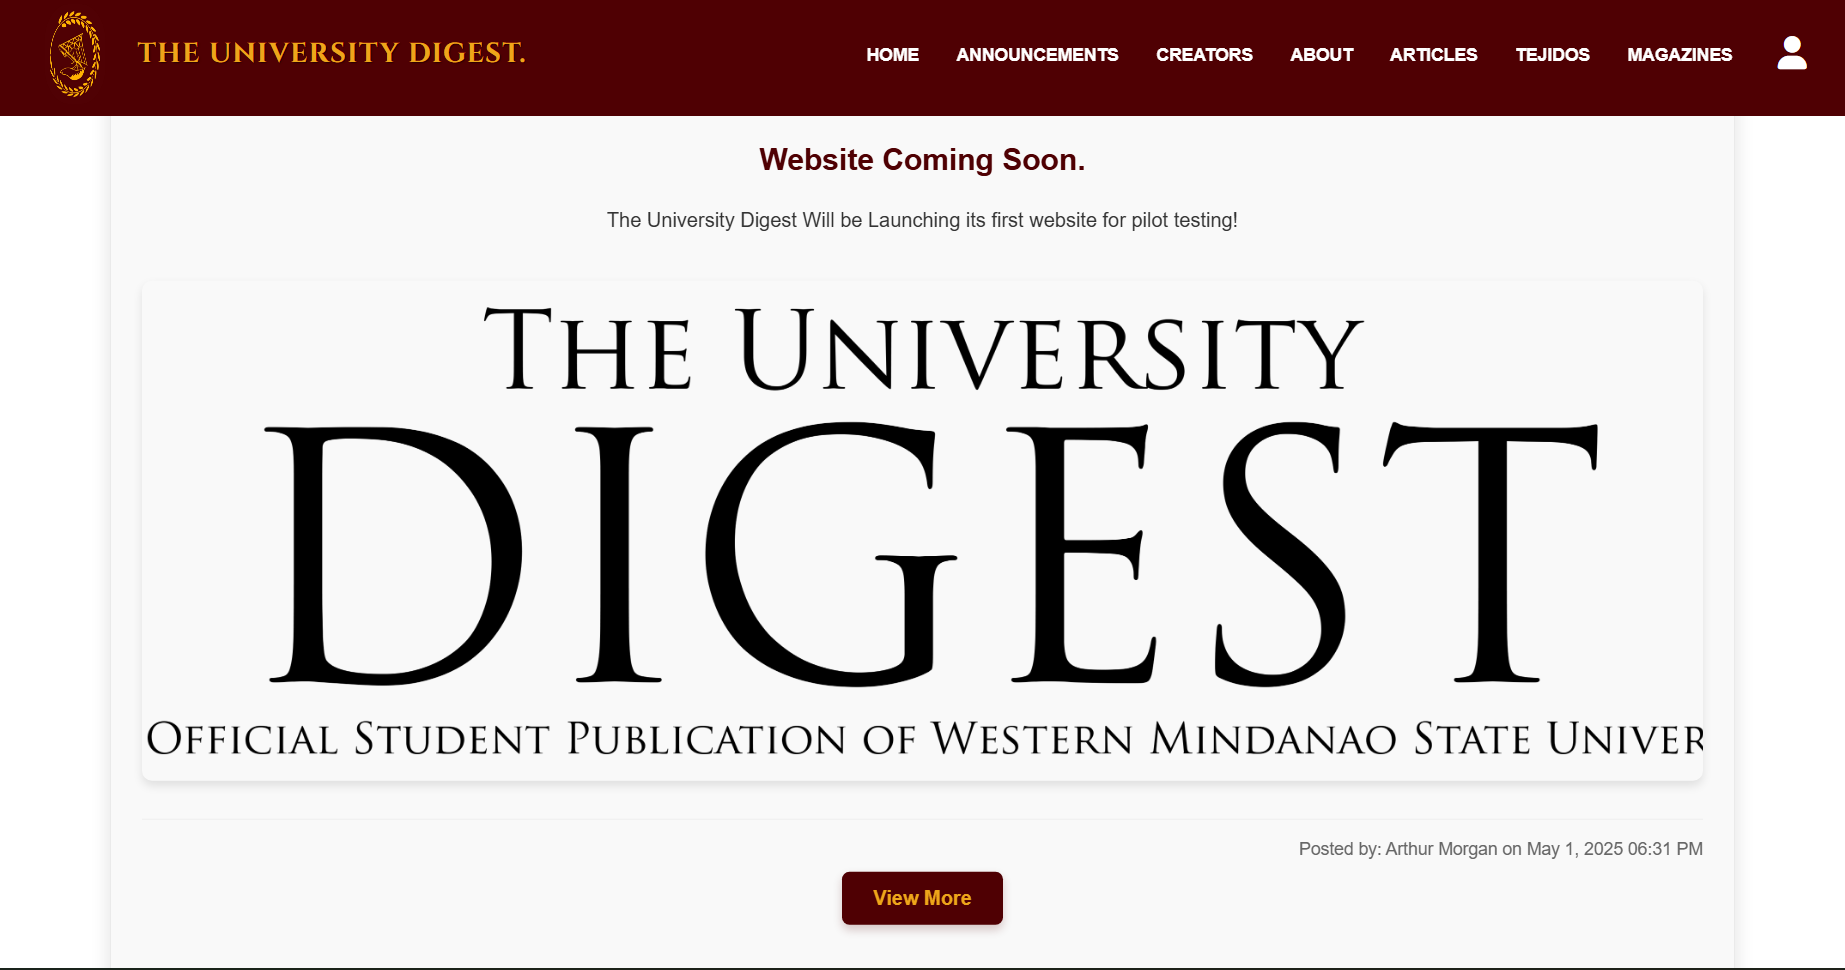 THE UNIVERSITY DIGEST.
HOME ANNOUNCEMENTS CREATORS ABOUT ARTICLES TEJIDOS MAGAZINES
Website Coming Soon.
The University Digest Will be Launching its first website for pilot testing!
THE UNIVERSITY
DIGEST
OFFICIAL STUDENT PUBLICATION OF WESTERN MINDANAO STATE UNIVER
Posted by: Arthur Morgan on May 1, 2025 06:31 PM
View More